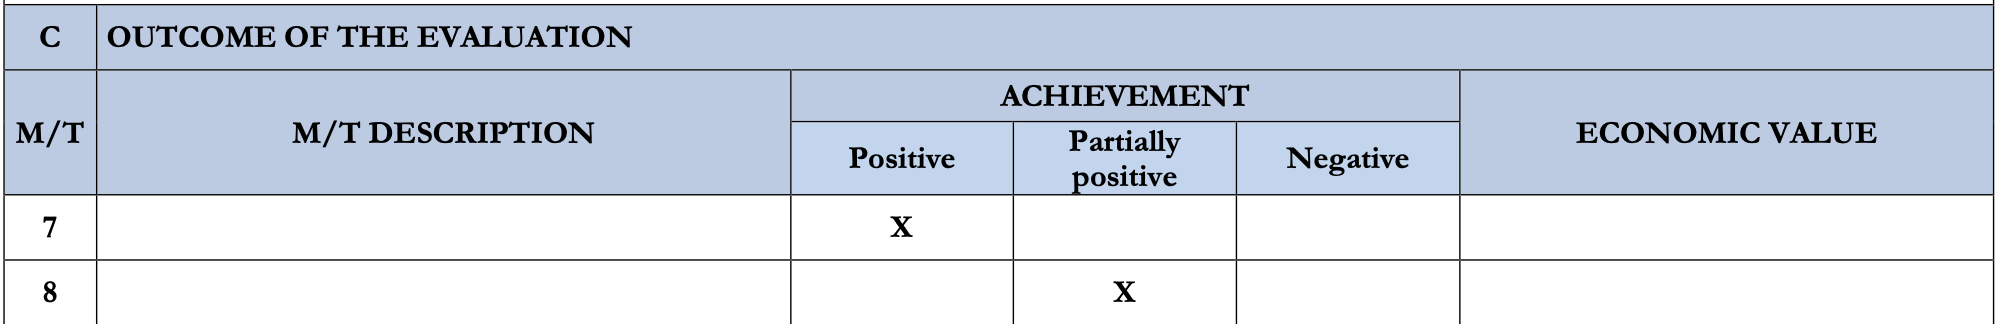 C OUTCOME OF THE EVALUATION
M/T M/T DESCRIPTION ACHIEVEMENT ECONOMIC VALUE
Positive Partially positive Negative
7 X
8 X